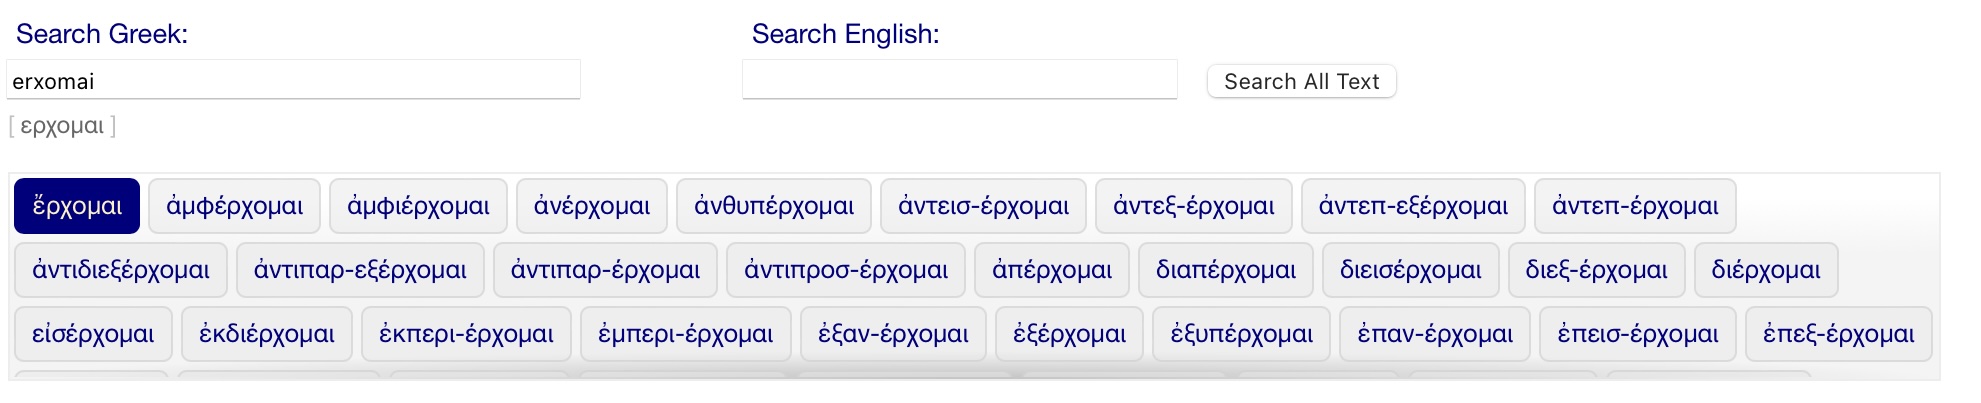 Search Greek: Search English:
erxomai Search All Text
[ ερχομαι ]
ἔρχομαι ἀμφέρχομαι ἀμφιέρχομαι ἀνέρχομαι ἀνθυπέρχομαι ἀντεισ-έρχομαι ἀντεξ-έρχομαι ἀντεπ-εξέρχομαι ἀντεπ-έρχομαι
ἀντιδιεξέρχομαι ἀντιπαρ-εξέρχομαι ἀντιπαρ-έρχομαι ἀντιπροσ-έρχομαι ἀπέρχομαι διαπέρχομαι διεισέρχομαι διεξ-έρχομαι διέρχομαι
εἰσέρχομαι ἐκδιέρχομαι ἐκπερι-έρχομαι ἐμπερι-έρχομαι ἐξαν-έρχομαι ἐξέρχομαι ἐξυπέρχομαι ἐπαν-έρχομαι ἐπεισ-έρχομαι ἐπεξ-έρχομαι